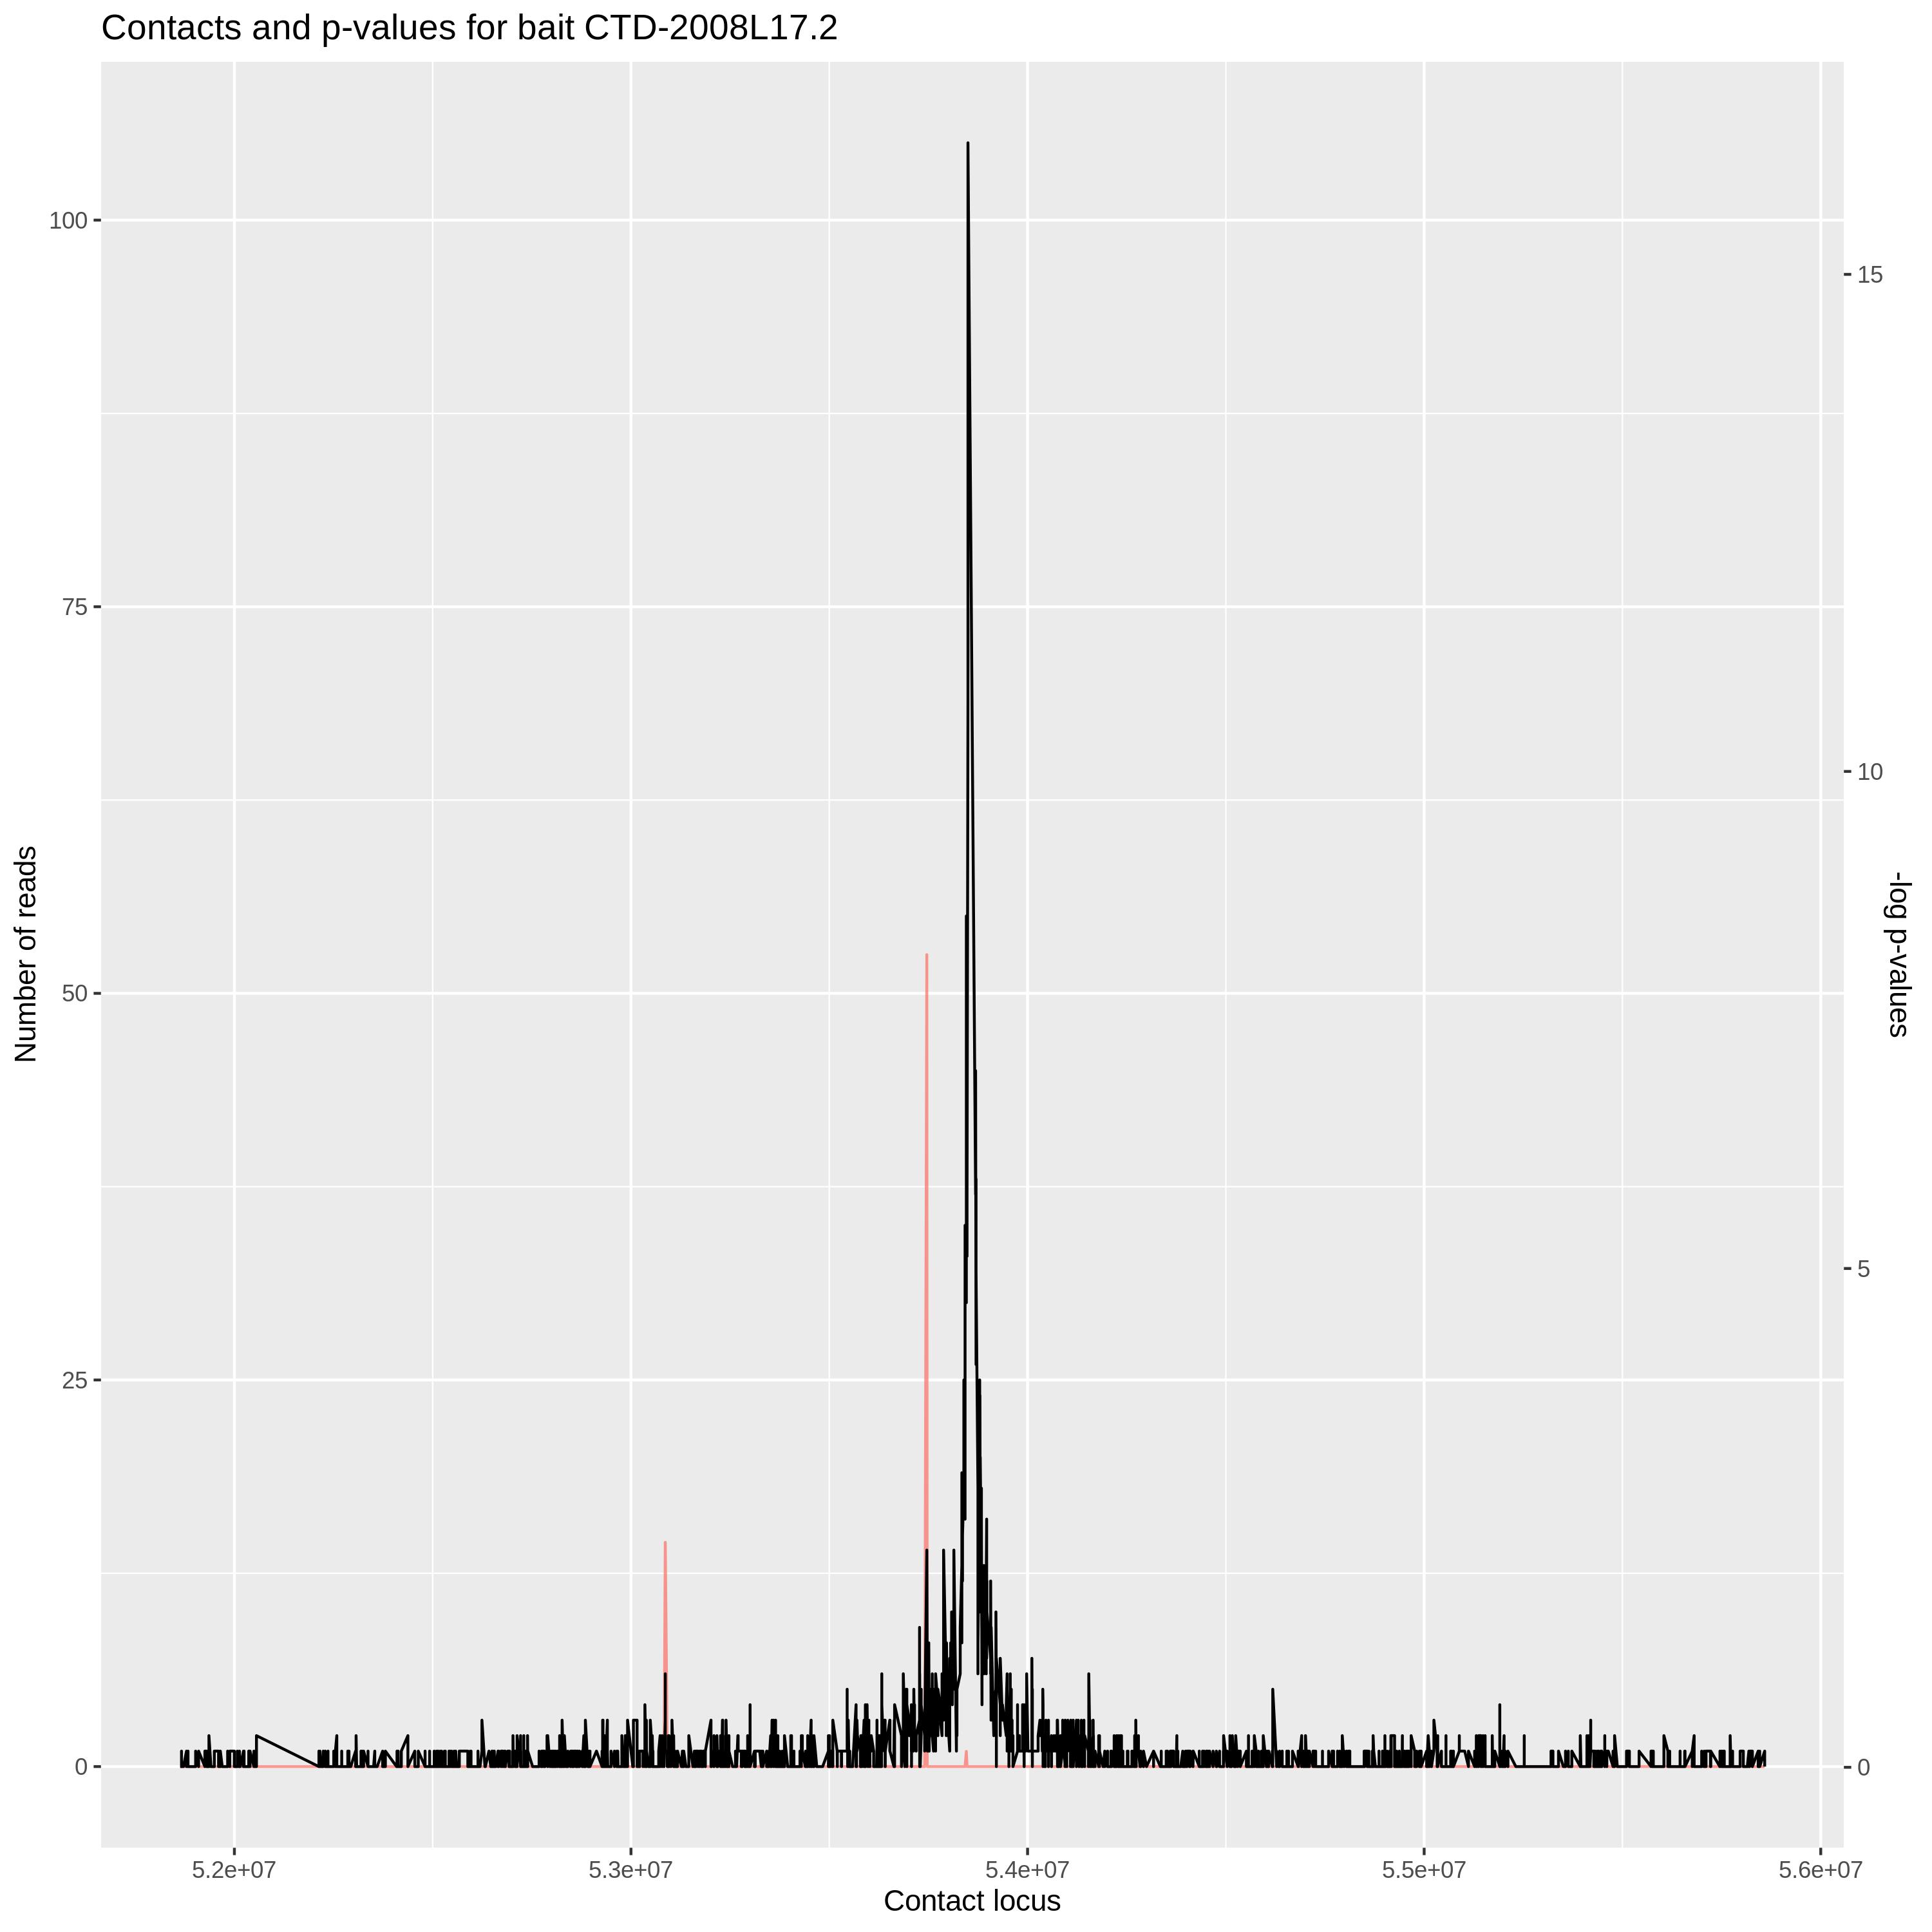 Contacts and p-values for bait CTD-2008L17.2
100
75
50
25
0
Number of reads
15
10
5
0
-log p-values
5.2e+07
5.3e+07
5.4e+07
5.5e+07
5.6e+07
Contact locus